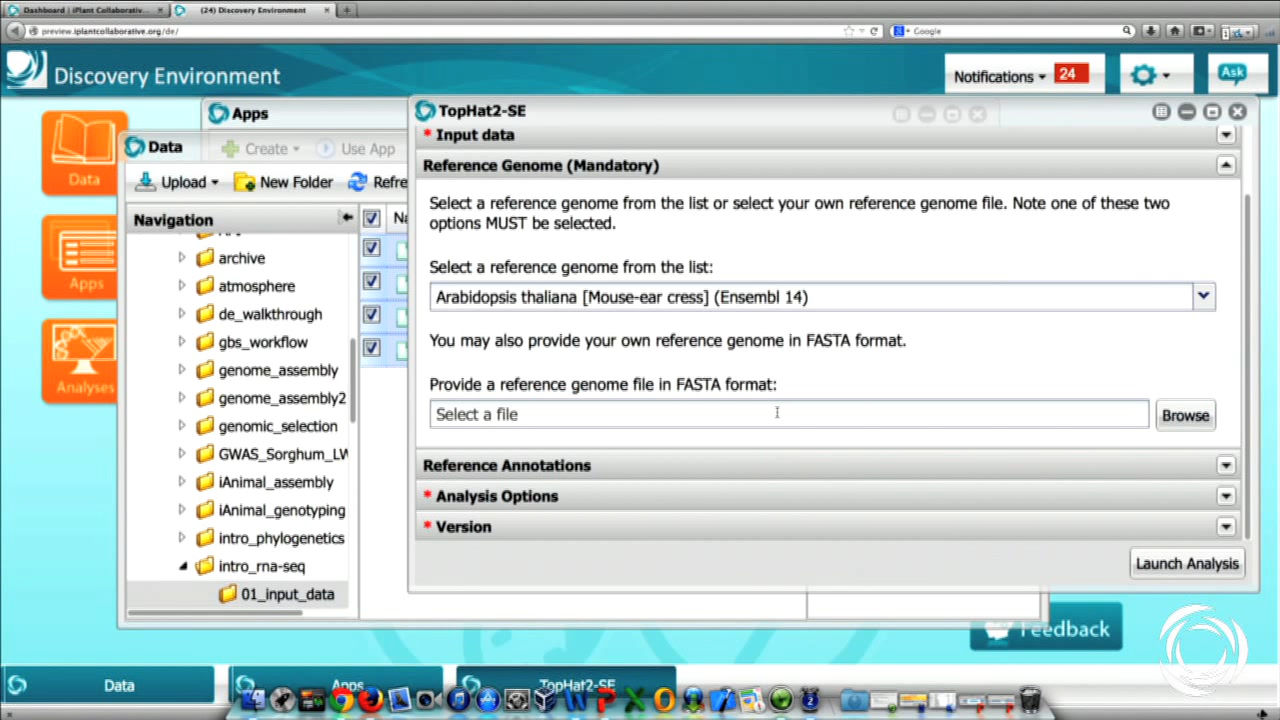 Dashboard | iPlant Collaborativ...
(24) Discovery Environment
preview.iplantcollaborative.org/de/
Google
Discovery Environment
Notifications
24
Ask
Data
Apps
Analyses
Apps
Create
Use App
Data
Upload
New Folder
Refre
Navigation
Na
archive
atmosphere
de_walkthrough
gbs_workflow
genome_assembly
genome_assembly2
genomic_selection
GWAS_Sorghum_LW
iAnimal_assembly
iAnimal_genotyping
intro_phylogenetics
intro_rna-seq
01_input_data
TopHat2-SE
* Input data
Reference Genome (Mandatory)
Select a reference genome from the list or select your own reference genome file. Note one of these two
options MUST be selected.
Select a reference genome from the list:
Arabidopsis thaliana [Mouse-ear cress] (Ensembl 14)
You may also provide your own reference genome in FASTA format.
Provide a reference genome file in FASTA format:
Select a file
Browse
Reference Annotations
* Analysis Options
* Version
Launch Analysis
Feedback
Data
Apps
TopHat2-SE